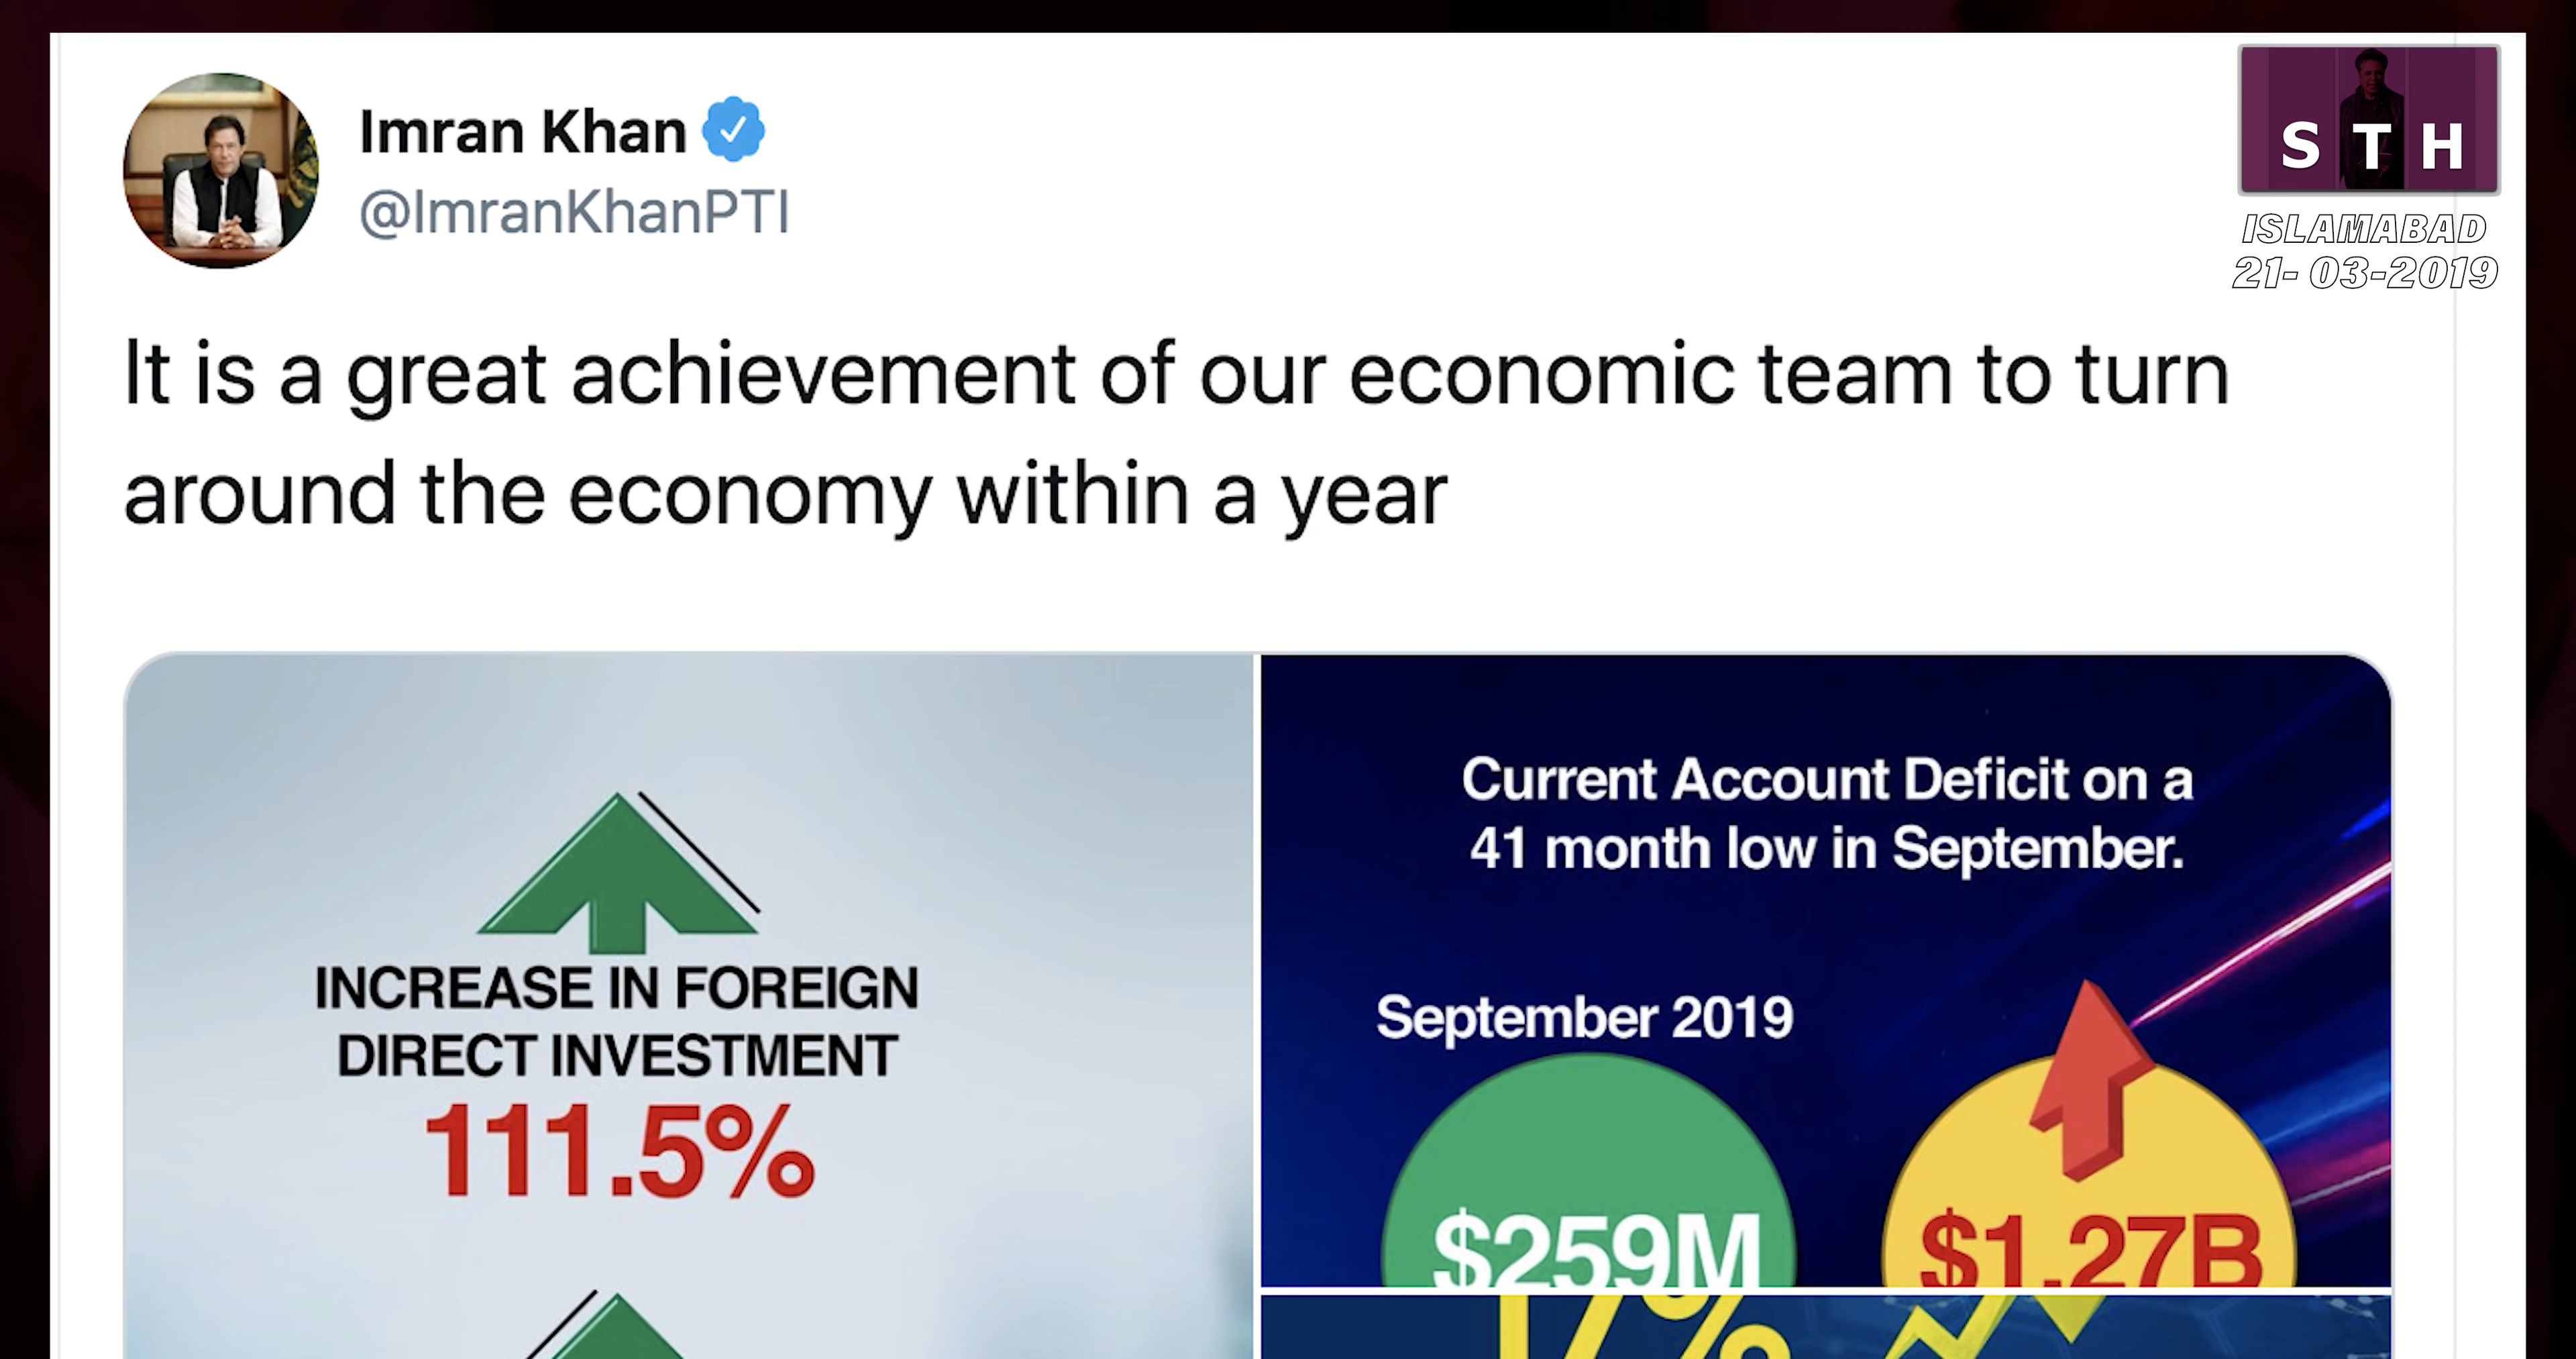 Imran Khan
@ImranKhanPTI
S T H
ISLAMABAD
21- 03-2019
It is a great achievement of our economic team to turn
around the economy within a year
INCREASE IN FOREIGN
DIRECT INVESTMENT
111.5%
Current Account Deficit on a
41 month low in September.
September 2019
$259M
$1.27B